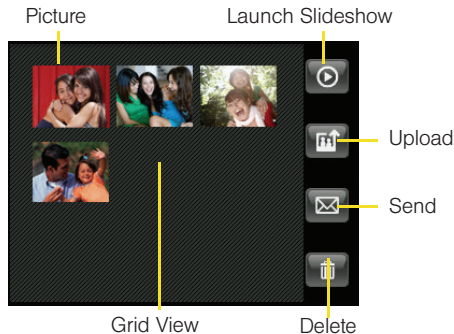 Picture
Launch Slideshow
Upload
Send
Grid View
Delete